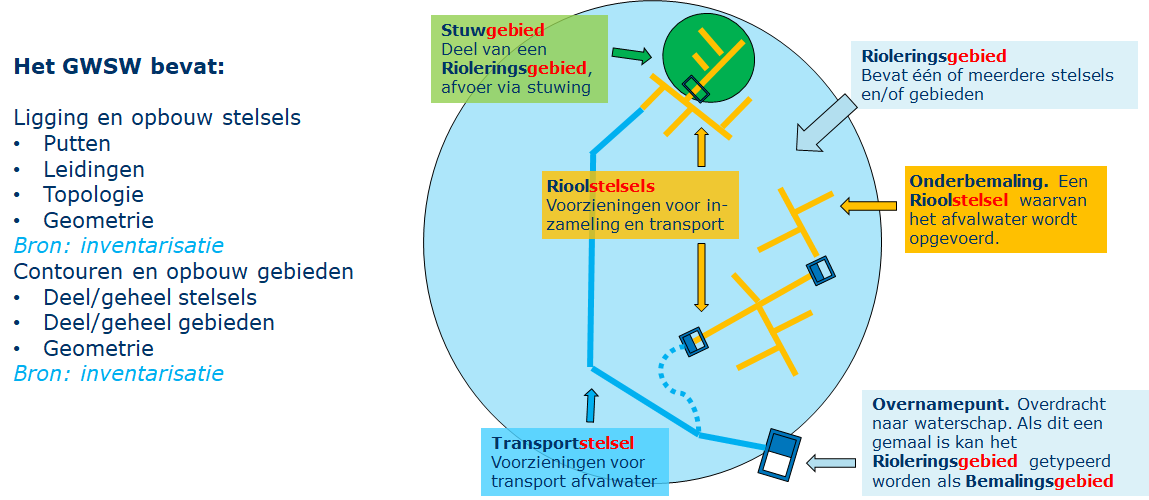 Het GWSW bevat:
Ligging en opbouw stelsels
• Putten
• Leidingen
• Topologie
• Geometrie
Bron: inventarisatie
Contouren en opbouw gebieden
• Deel/geheel stelsels
• Deel/geheel gebieden
• Geometrie
Bron: inventarisatie
Stuwgebied
Deel van een
Rioleringsgebied,
afvoer via stuwing
Rioleringsgebied
Bevat één of meerdere stelsels
en/of gebieden
Rioolstelsels
Voorzieningen voor in-
zameling en transport
Onderbemaling. Een
Rioolstelsel waarvan
het afvalwater wordt
opgevoerd.
Transportstelsel
Voorzieningen voor
transport afvalwater
Overnamepunt. Overdracht
naar waterschap. Als dit een
gemaal is kan het
Rioleringsgebied getypeerd
worden als Bemalingsgebied